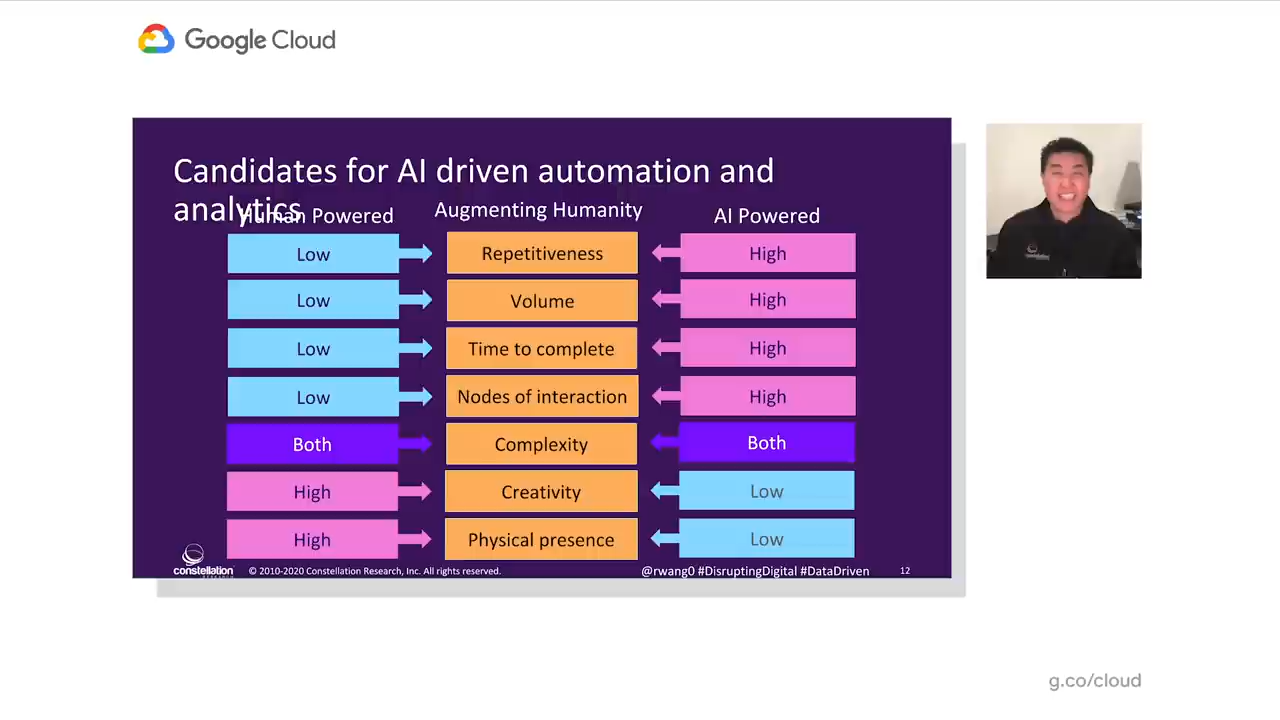 Google Cloud
Candidates for AI driven automation and
analytics
Human Powered
Augmenting Humanity
AI Powered
Low
Repetitiveness
High
Low
Volume
High
Low
Time to complete
High
Low
Nodes of interaction
High
Both
Complexity
Both
High
Creativity
Low
High
Physical presence
Low
constellation
RESEARCH
© 2010-2020 Constellation Research, Inc. All rights reserved.
@rwang0 #DisruptingDigital #DataDriven
12
constellation
g.co/cloud